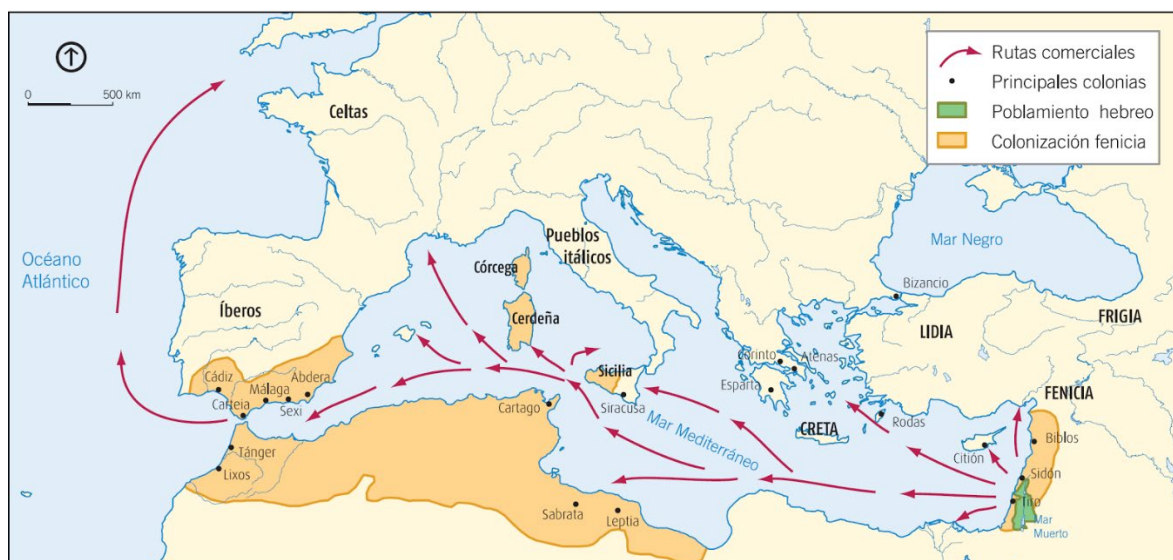 Rutas comerciales
Principales colonias
Poblamiento hebreo
Colonización fenicia
0 500 km
Celtas
Océano
Atlántico
Íberos
Córcega
Cerdeña
Pueblos
itálicos
Mar Negro
Bizancio
LIDIA
FRIGIA
Corinto
Atenas
Esparta
Sicilia
Siracusa
Cartago
Mar Mediterráneo
CRETA
Rodas
FENICIA
Biblos
Citión
Sidón
Tiro
Mar
Muerto
Cádiz
Málaga
Ábdera
Carteia
Sexi
Tánger
Lixos
Sabrata
Leptia